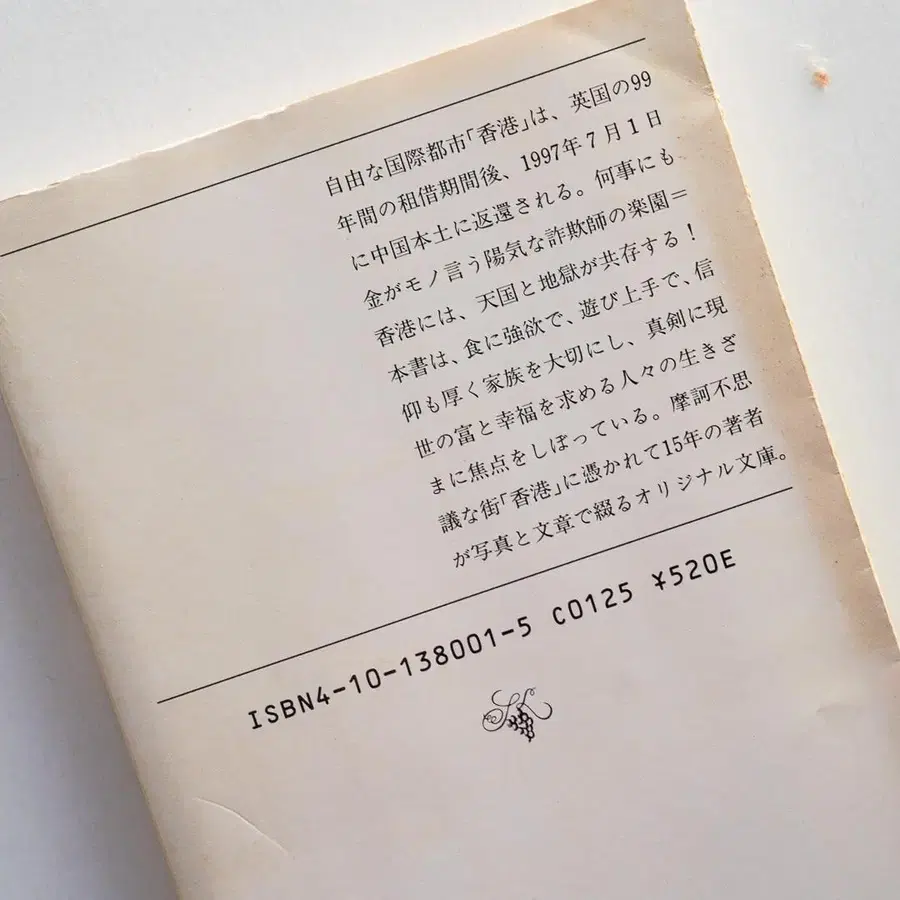 自由な国際都市「香港」は、英国の99
年間の租借期間後、1997年7月1日
に中国本土に返還される。何事にも
金がモノ言う陽気な詐欺師の楽園＝
香港には、天国と地獄が共存する！
本書は、食に強欲で、遊び上手で、信
仰も厚く家族を大切にし、真剣に現
世の富と幸福を求める人々の生きざ
まに焦点をしぼっている。摩訶不思
議な街「香港」に憑かれて15年の著者
が写真と文章で綴るオリジナル文庫。
ISBN4-10-138001-5 C0125 ¥520E